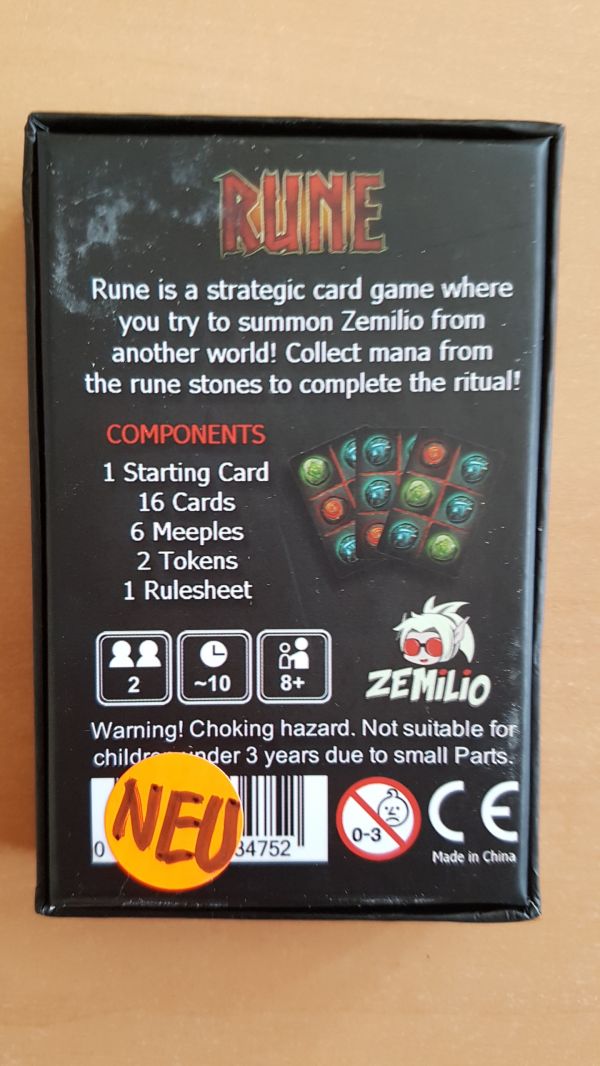 RUNE
Rune is a strategic card game where
you try to summon Zemilio from
another world! Collect mana from
the rune stones to complete the ritual!
COMPONENTS
1 Starting Card
16 Cards
6 Meeples
2 Tokens
1 Rulesheet
2
~10
8+
ZEMiLiO
Warning! Choking hazard. Not suitable for
under 3 years due to small Parts.
NEU
0
34752
0-3
CE
Made in China